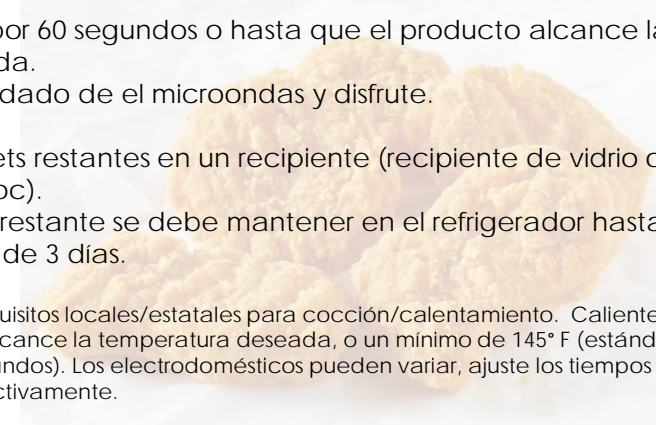 por 60 segundos o hasta que el producto alcance la
da.
dado de el microondas y disfrute.
ets restantes en un recipiente (recipiente de vidrio o
oc).
restante se debe mantener en el refrigerador hasta
de 3 días.
uisitos locales/estatales para cocción/calentamiento. Caliente
cance la temperatura deseada, o un mínimo de 145° F (estánd
undos). Los electrodomésticos pueden variar, ajuste los tiempos
ctivamente.